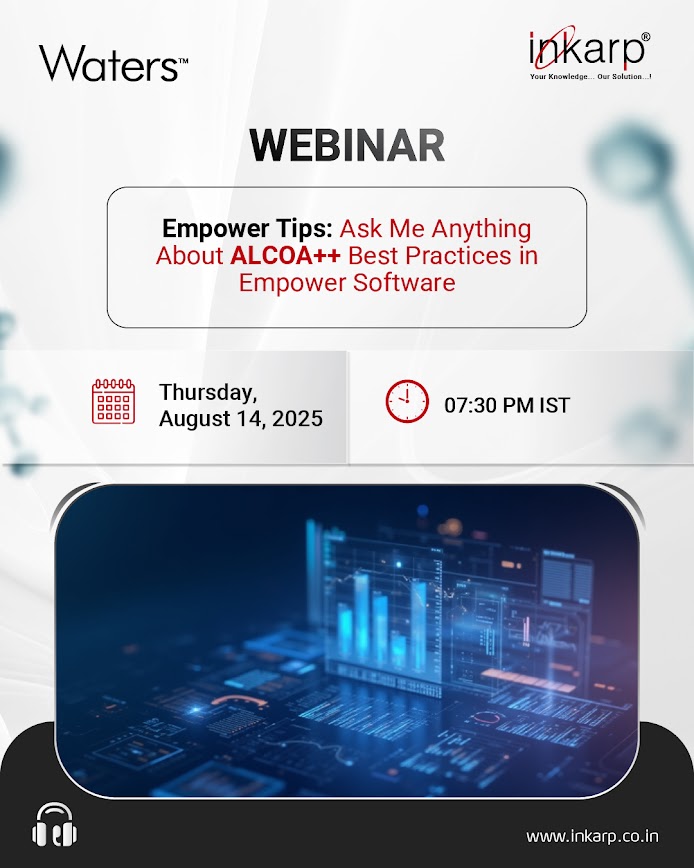 Waters™
inkarp®
Your Knowledge... Our Solution...!
WEBINAR
Empower Tips: Ask Me Anything
About ALCOA++ Best Practices in
Empower Software
Thursday,
August 14, 2025
07:30 PM IST
www.inkarp.co.in